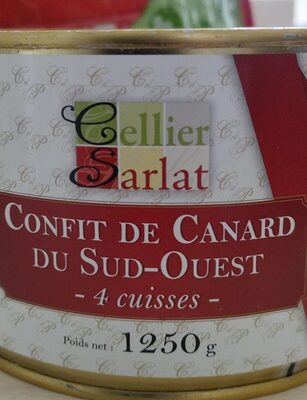 Cellier
Sarlat
CONFIT DE CANARD
DU SUD-OUEST
- 4 cuisses -
Poids net : 1250 g